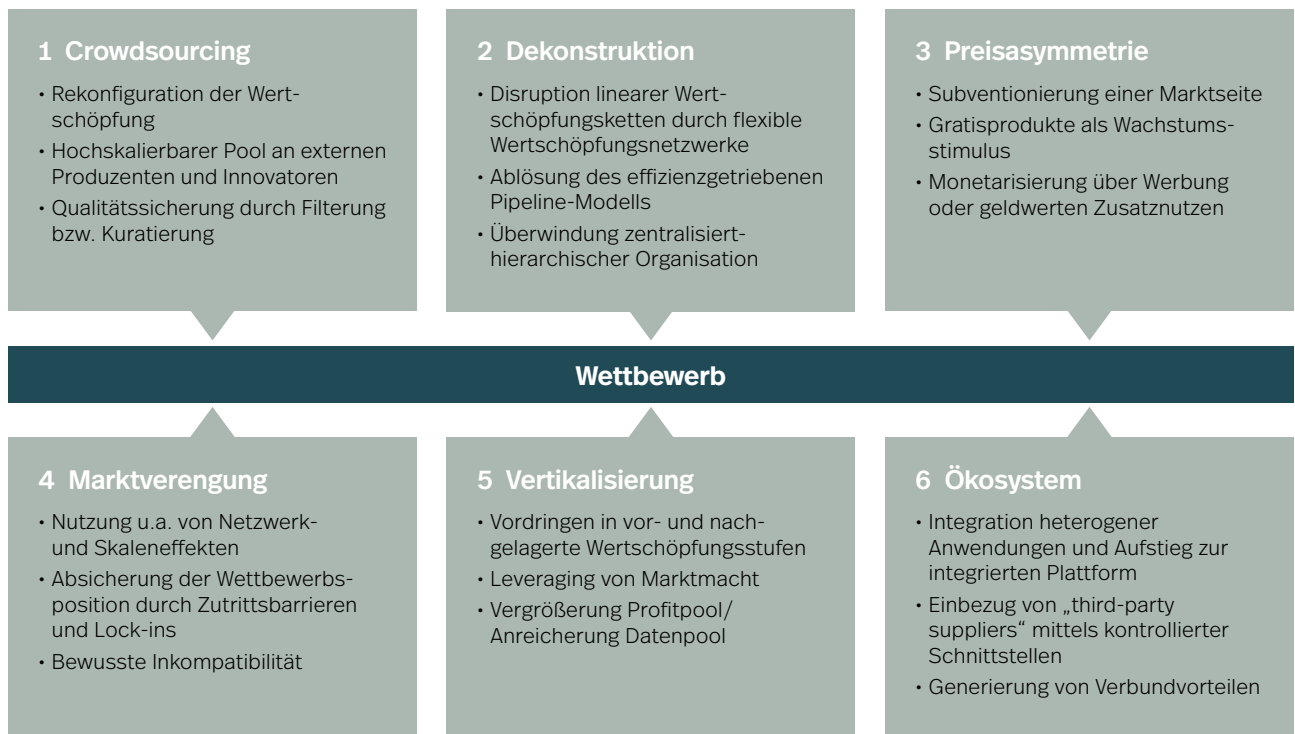 1 Crowdsourcing
• Rekonfiguration der Wert-
schöpfung
• Hochskalierbarer Pool an externen
Produzenten und Innovatoren
• Qualitätssicherung durch Filterung
bzw. Kuratierung
2 Dekonstruktion
• Disruption linearer Wert-
schöpfungsketten durch flexible
Wertschöpfungsnetzwerke
• Ablösung des effizienzgetriebenen
Pipeline-Modells
• Überwindung zentralisiert-
hierarchischer Organisation
3 Preisasymmetrie
• Subventionierung einer Marktseite
• Gratisprodukte als Wachstums-
stimulus
• Monetarisierung über Werbung
oder geldwerten Zusatznutzen
Wettbewerb
4 Marktverengung
• Nutzung u.a. von Netzwerk-
und Skaleneffekten
• Absicherung der Wettbewerbs-
position durch Zutrittsbarrieren
und Lock-ins
• Bewusste Inkompatibilität
5 Vertikalisierung
• Vordringen in vor- und nach-
gelagerte Wertschöpfungsstufen
• Leveraging von Marktmacht
• Vergrößerung Profitpool/
Anreicherung Datenpool
6 Ökosystem
• Integration heterogener
Anwendungen und Aufstieg zur
integrierten Plattform
• Einbezug von „third-party
suppliers“ mittels kontrollierter
Schnittstellen
• Generierung von Verbundvorteilen